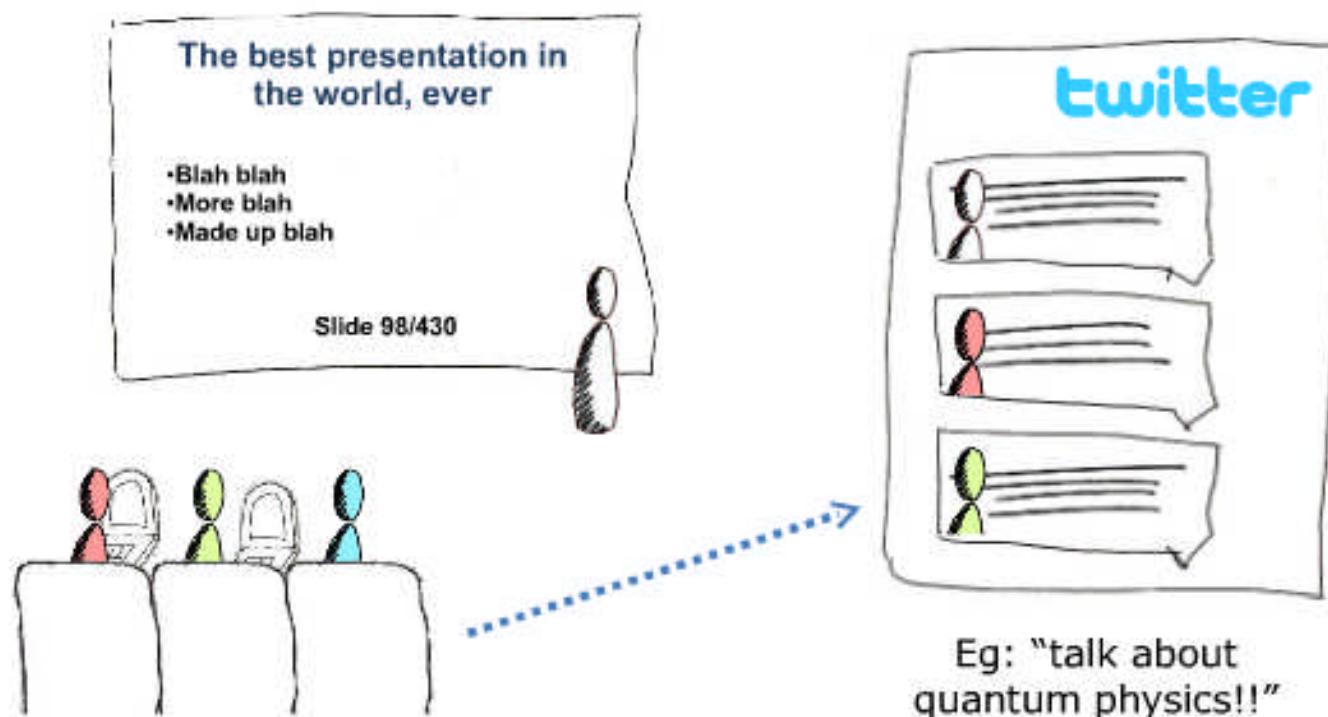 The best presentation in
the world, ever
•Blah blah
•More blah
•Made up blah
Slide 98/430
twitter
Eg: “talk about
quantum physics!!”